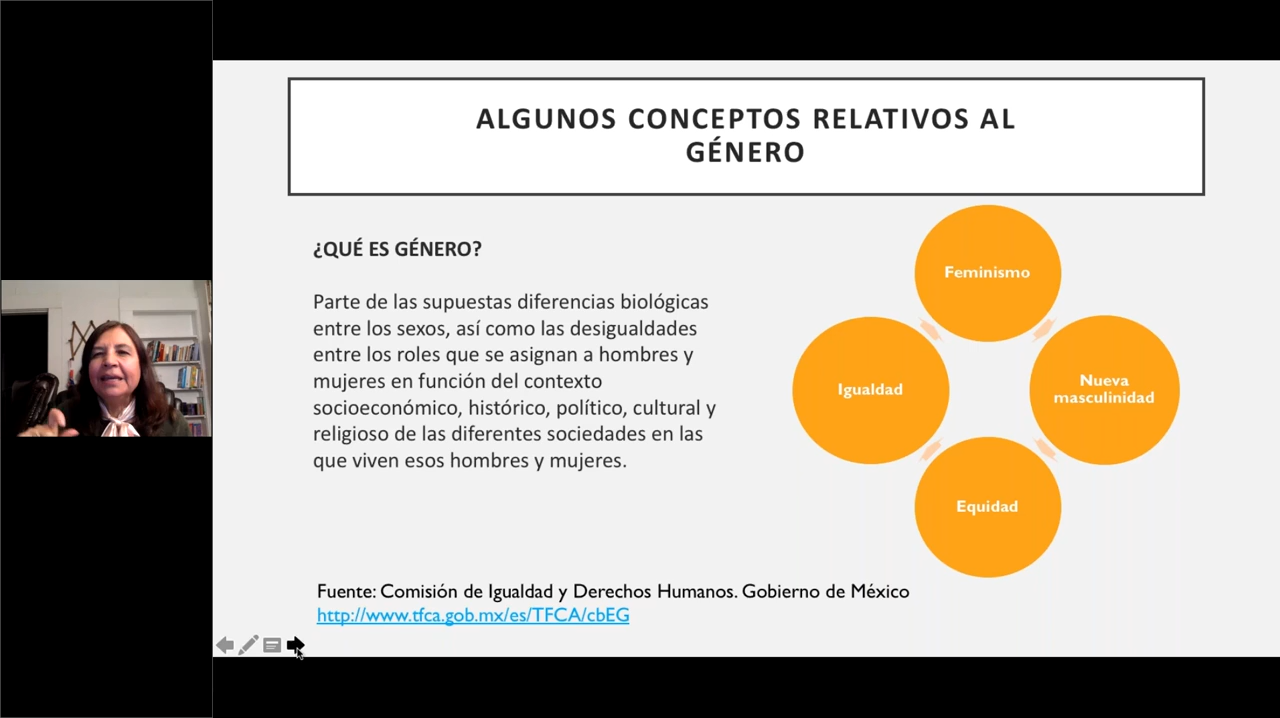 ALGUNOS CONCEPTOS RELATIVOS AL
GÉNERO
¿QUÉ ES GÉNERO?
Parte de las supuestas diferencias biológicas
entre los sexos, así como las desigualdades
entre los roles que se asignan a hombres y
mujeres en función del contexto
socioeconómico, histórico, político, cultural y
religioso de las diferentes sociedades en las
que viven esos hombres y mujeres.
Feminismo
Igualdad
Nueva
masculinidad
Equidad
Fuente: Comisión de Igualdad y Derechos Humanos. Gobierno de México
http://www.tfca.gob.mx/es/TFCA/cbEG